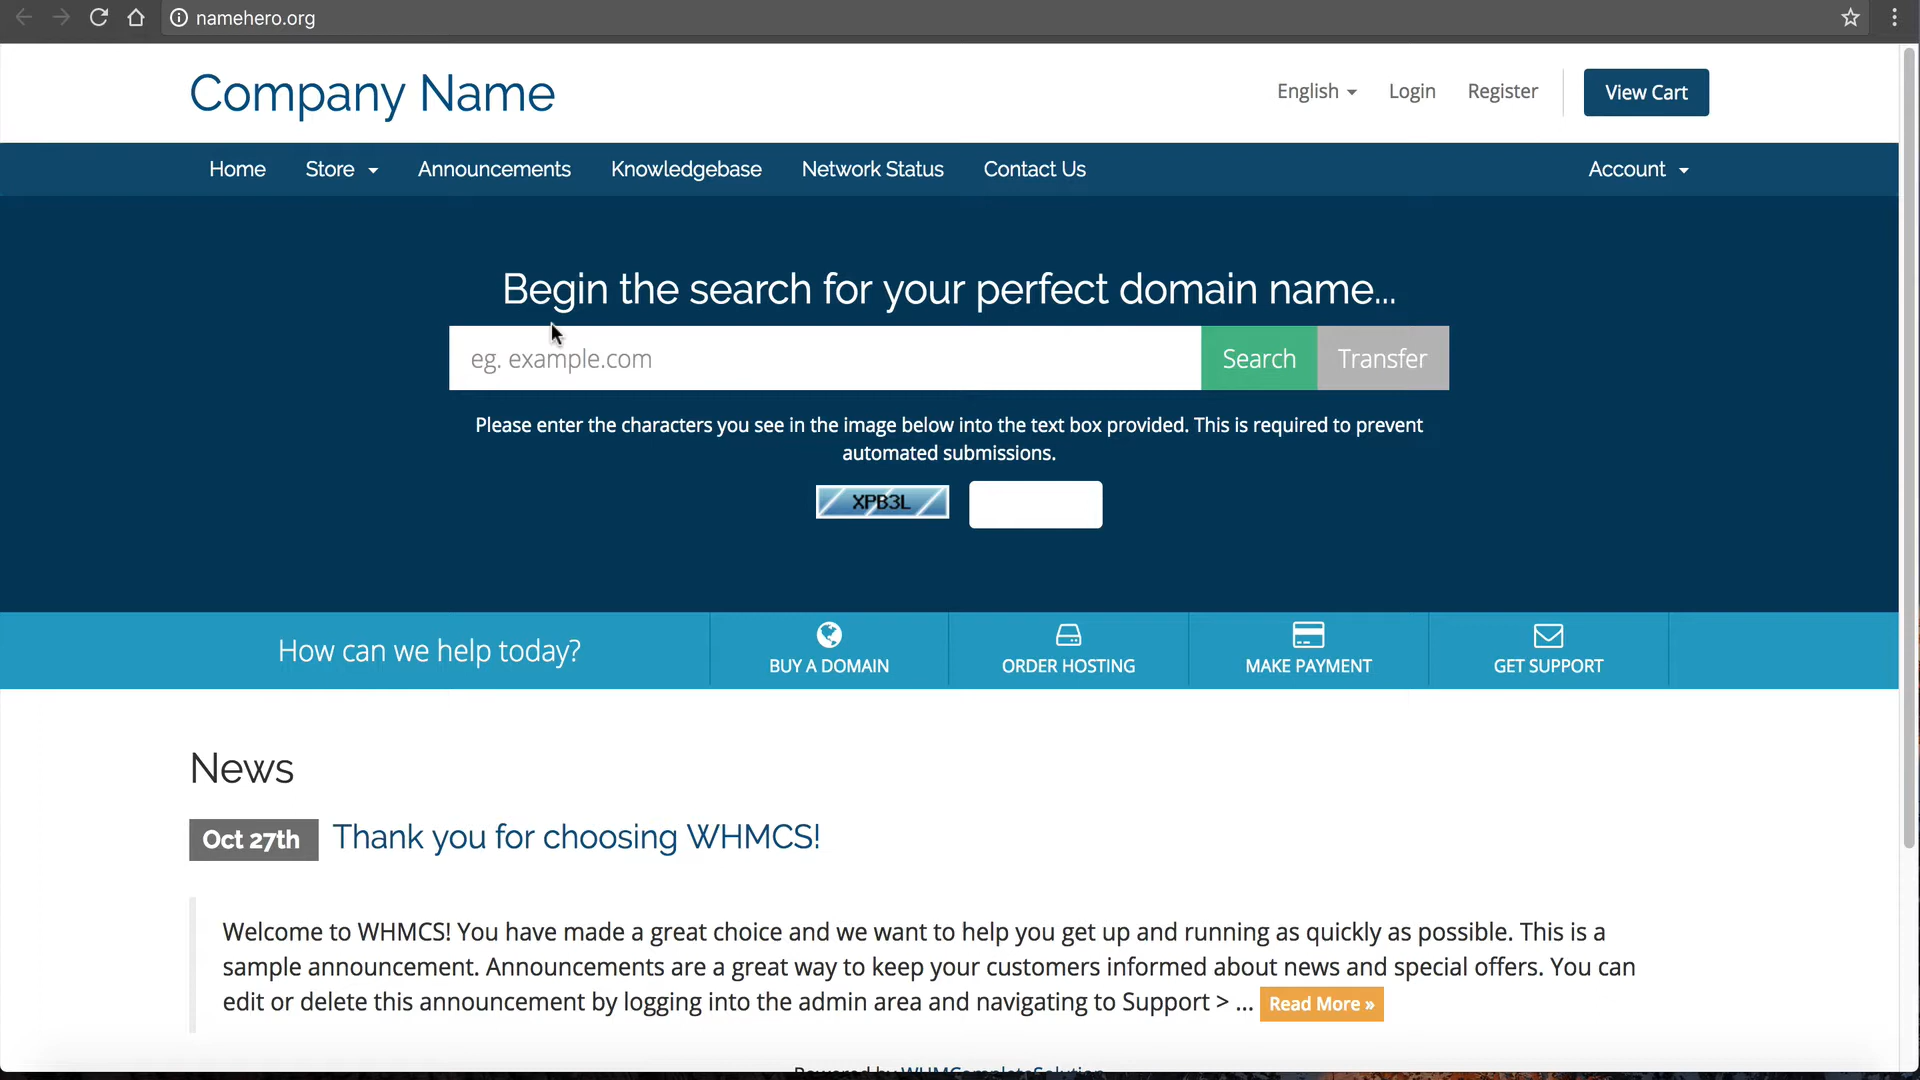 namehero.org
Company Name
English
Login
Register
View Cart
Home
Store
Announcements
Knowledgebase
Network Status
Contact Us
Account
Begin the search for your perfect domain name...
eg. example.com
Search
Transfer
Please enter the characters you see in the image below into the text box provided. This is required to prevent
automated submissions.
XPB3L
How can we help today?
BUY A DOMAIN
ORDER HOSTING
MAKE PAYMENT
GET SUPPORT
News
Oct 27th
Thank you for choosing WHMCS!
Welcome to WHMCS! You have made a great choice and we want to help you get up and running as quickly as possible. This is a
sample announcement. Announcements are a great way to keep your customers informed about news and special offers. You can
edit or delete this announcement by logging into the admin area and navigating to Support > ... Read More »
Powered by WHMCompleteSolution